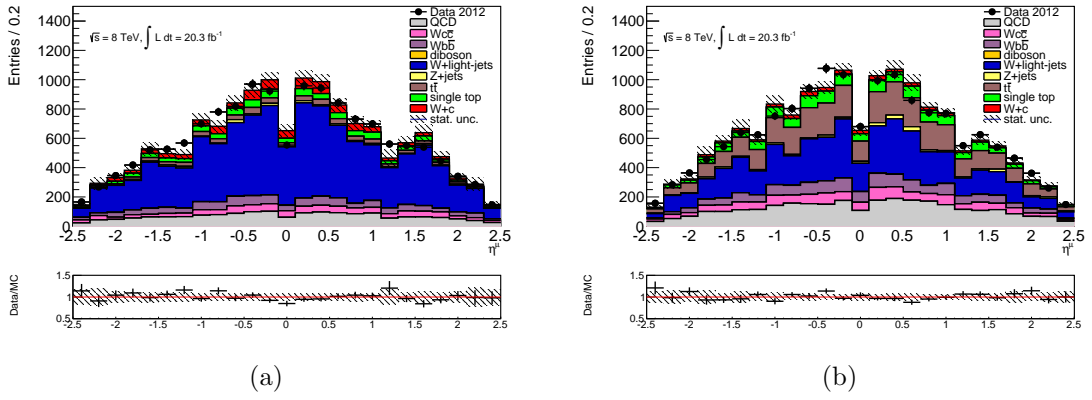 Entries / 0.2
1400
1200
1000
800
600
400
200
0
√s = 8 TeV, ∫ L dt = 20.3 fb⁻¹
Data 2012
QCD
Wcc̅
Wbb̅
diboson
W+light-jets
Z+jets
tt̅
single top
W+c
stat. unc.
-2.5 -2 -1.5 -1 -0.5 0 0.5 1 1.5 2 2.5
η^μ
Data/MC
1.5
1
0.5
-2.5 -2 -1.5 -1 -0.5 0 0.5 1 1.5 2 2.5
(a)
Entries / 0.2
1400
1200
1000
800
600
400
200
0
√s = 8 TeV, ∫ L dt = 20.3 fb⁻¹
Data 2012
QCD
Wcc̅
Wbb̅
diboson
W+light-jets
Z+jets
tt̅
single top
W+c
stat. unc.
-2.5 -2 -1.5 -1 -0.5 0 0.5 1 1.5 2 2.5
η^μ
Data/MC
1.5
1
0.5
-2.5 -2 -1.5 -1 -0.5 0 0.5 1 1.5 2 2.5
(b)